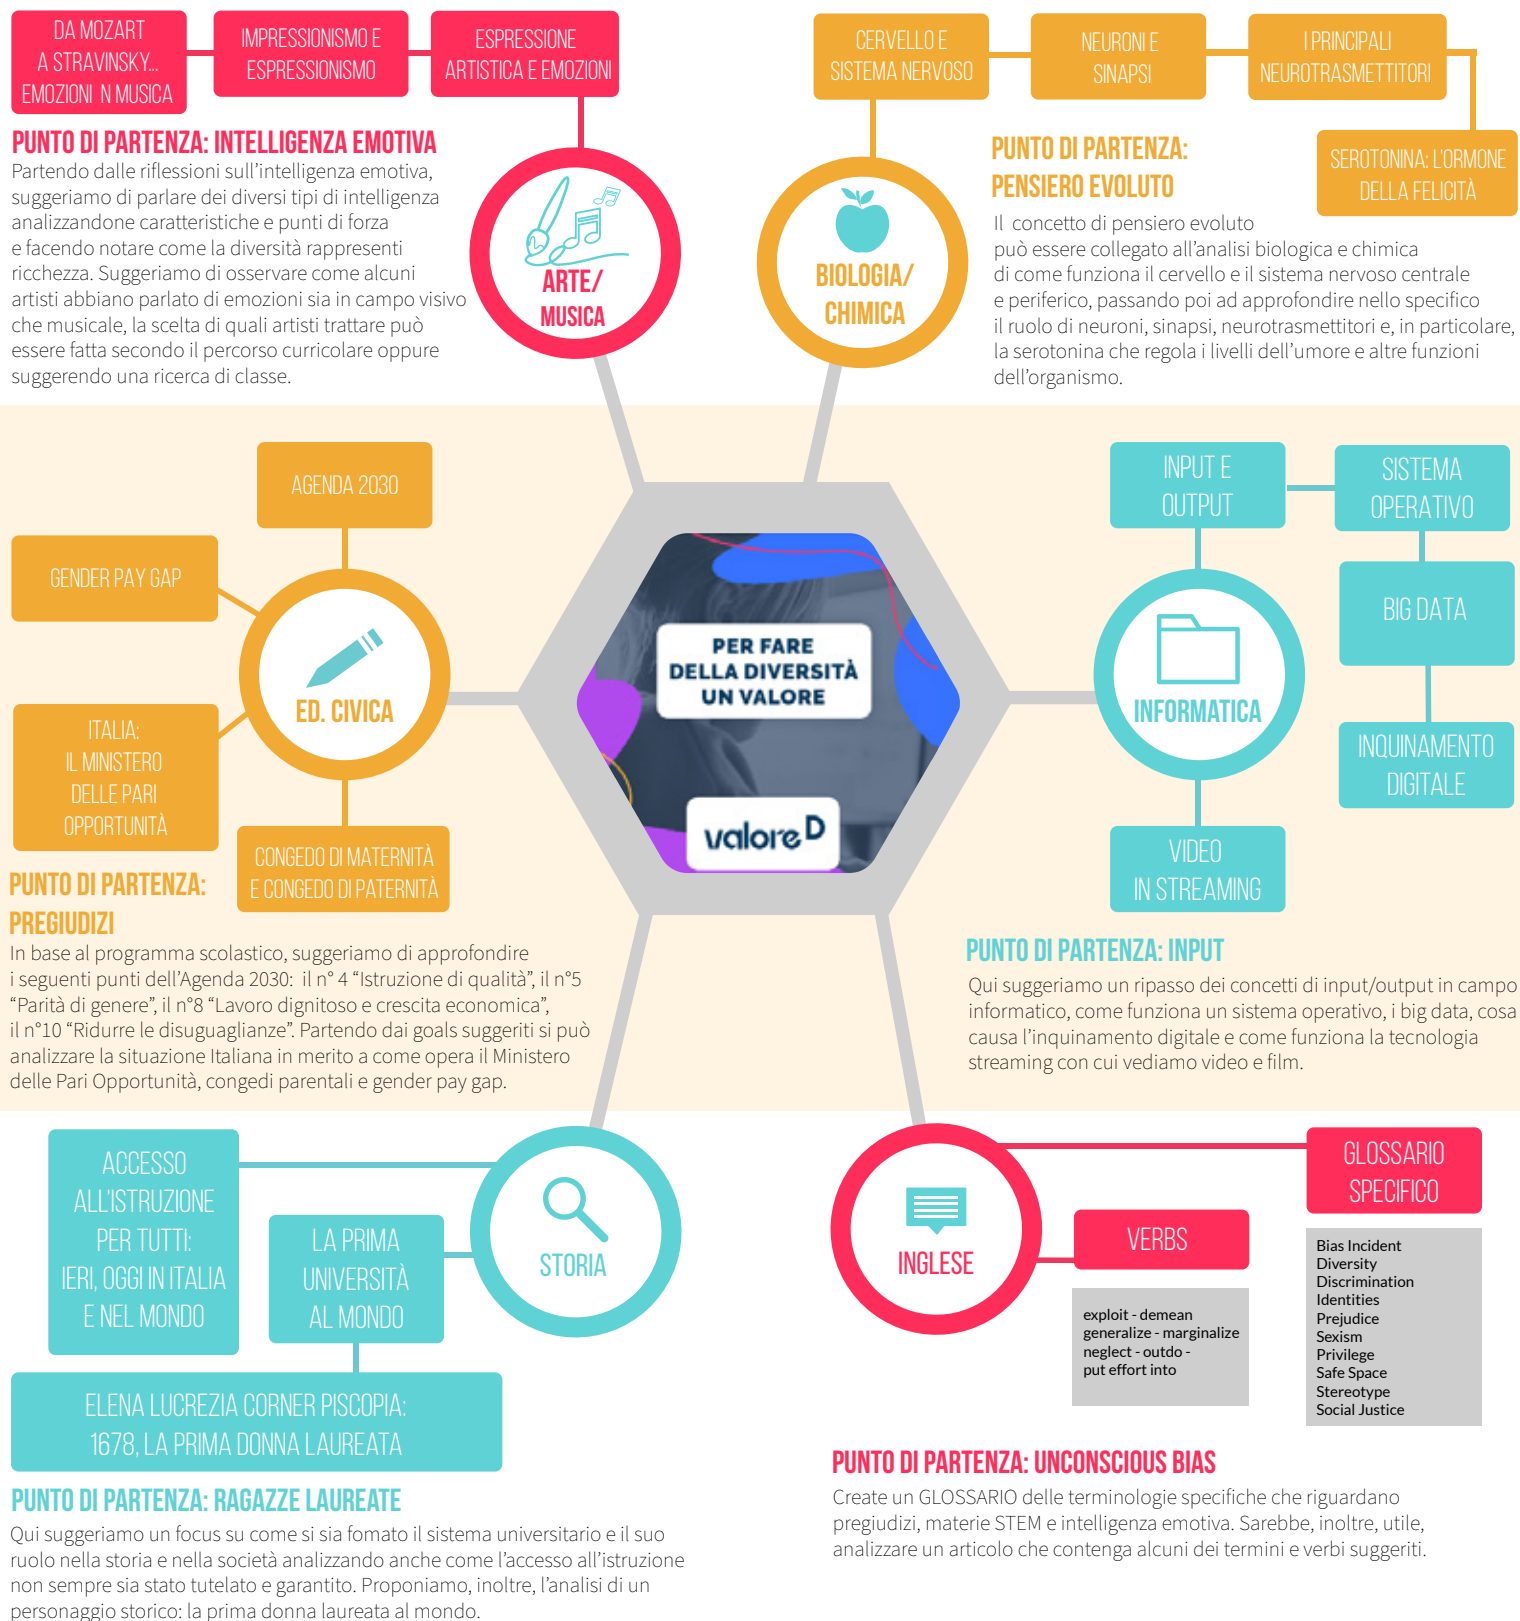 DA MOZART
A STRAVINSKY...
EMOZIONI N MUSICA
IMPRESSIONISMO E
ESPRESSIONISMO
ESPRESSIONE
ARTISTICA E EMOZIONI
PUNTO DI PARTENZA: INTELLIGENZA EMOTIVA
Partendo dalle riflessioni sull'intelligenza emotiva,
suggeriamo di parlare dei diversi tipi di intelligenza
analizzandone caratteristiche e punti di forza
e facendo notare come la diversità rappresenti
ricchezza. Suggeriamo di osservare come alcuni
artisti abbiano parlato di emozioni sia in campo visivo
che musicale, la scelta di quali artisti trattare può
essere fatta secondo il percorso curricolare oppure
suggerendo una ricerca di classe.
ARTE/
MUSICA
CERVELLO E
SISTEMA NERVOSO
NEURONI E
SINAPSI
I PRINCIPALI
NEUROTRASMETTITORI
SEROTONINA: L'ORMONE
DELLA FELICITÀ
BIOLOGIA/
CHIMICA
PUNTO DI PARTENZA:
PENSIERO EVOLUTO
Il concetto di pensiero evoluto
può essere collegato all'analisi biologica e chimica
di come funziona il cervello e il sistema nervoso centrale
e periferico, passando poi ad approfondire nello specifico
il ruolo di neuroni, sinapsi, neurotrasmettitori e, in particolare,
la serotonina che regola i livelli dell'umore e altre funzioni
dell'organismo.
AGENDA 2030
GENDER PAY GAP
ED. CIVICA
ITALIA:
IL MINISTERO
DELLE PARI
OPPORTUNITÀ
CONGEDO DI MATERNITÀ
E CONGEDO DI PATERNITÀ
PUNTO DI PARTENZA:
PREGIUDIZI
In base al programma scolastico, suggeriamo di approfondire
i seguenti punti dell'Agenda 2030: il n° 4 “Istruzione di qualità”, il n°5
“Parità di genere”, il n°8 “Lavoro dignitoso e crescita economica”,
il n°10 “Ridurre le disuguaglianze”. Partendo dai goals suggeriti si può
analizzare la situazione Italiana in merito a come opera il Ministero
delle Pari Opportunità, congedi parentali e gender pay gap.
PER FARE
DELLA DIVERSITÀ
UN VALORE
valore D
INPUT E
OUTPUT
SISTEMA
OPERATIVO
BIG DATA
INQUINAMENTO
DIGITALE
INFORMATICA
VIDEO
IN STREAMING
PUNTO DI PARTENZA: INPUT
Qui suggeriamo un ripasso dei concetti di input/output in campo
informatico, come funziona un sistema operativo, i big data, cosa
causa l'inquinamento digitale e come funziona la tecnologia
streaming con cui vediamo video e film.
ACCESSO
ALL'ISTRUZIONE
PER TUTTI:
IERI, OGGI IN ITALIA
E NEL MONDO
LA PRIMA
UNIVERSITÀ
AL MONDO
STORIA
ELENA LUCREZIA CORNER PISCOPIA:
1678, LA PRIMA DONNA LAUREATA
PUNTO DI PARTENZA: RAGAZZE LAUREATE
Qui suggeriamo un focus su come si sia fomato il sistema universitario e il suo
ruolo nella storia e nella società analizzando anche come l'accesso all'istruzione
non sempre sia stato tutelato e garantito. Proponiamo, inoltre, l'analisi di un
personaggio storico: la prima donna laureata al mondo.
INGLESE
VERBS
exploit - demean
generalize - marginalize
neglect - outdo -
put effort into
GLOSSARIO
SPECIFICO
Bias Incident
Diversity
Discrimination
Identities
Prejudice
Sexism
Privilege
Safe Space
Stereotype
Social Justice
PUNTO DI PARTENZA: UNCONSCIOUS BIAS
Create un GLOSSARIO delle terminologie specifiche che riguardano
pregiudizi, materie STEM e intelligenza emotiva. Sarebbe, inoltre, utile,
analizzare un articolo che contenga alcuni dei termini e verbi suggeriti.